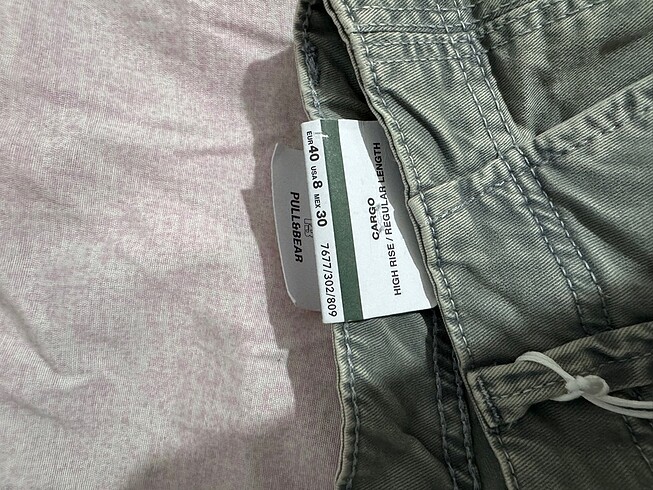 EUR 40 USA 8 MEX 30 7677/302/809
CARGO
HIGH RISE / REGULAR LENGTH
PULL&BEAR